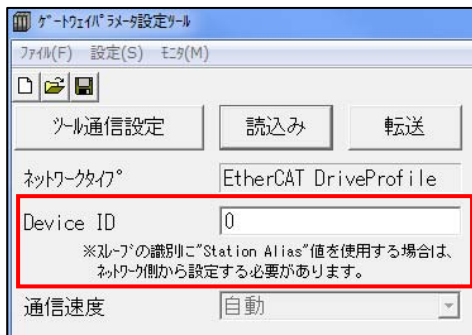 ｹﾞｰﾄｳｪｲﾊﾟﾗﾒｰﾀ設定ﾂｰﾙ
ﾌｧｲﾙ(F) 設定(S) ﾓﾆﾀ(M)
ﾂｰﾙ通信設定 読込み 転送
ﾈｯﾄﾜｰｸﾀｲﾌﾟ EtherCAT DriveProfile
Device ID 0
※ｽﾚｰﾌﾞの識別に"Station Alias"値を使用する場合は、
ﾈｯﾄﾜｰｸ側から設定する必要があります。
通信速度 自動